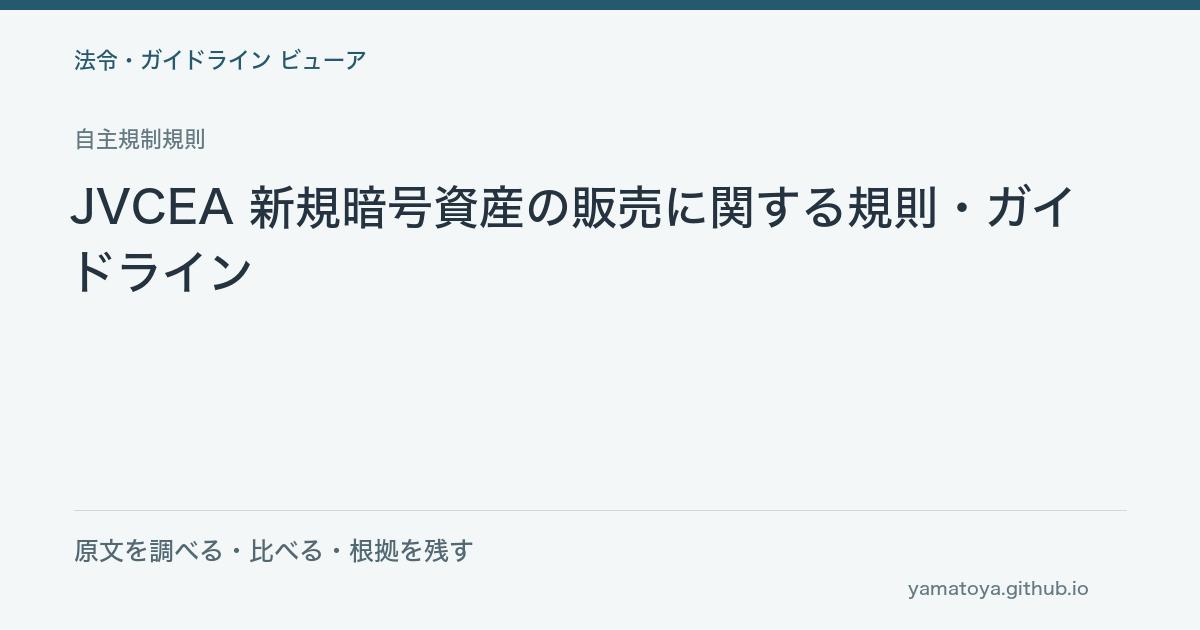 法令・ガイドライン ビューア
自主規制規則
JVCEA 新規暗号資産の販売に関する規則・ガイ
ドライン
原文を調べる・比べる・根拠を残す
yamatoya.github.io